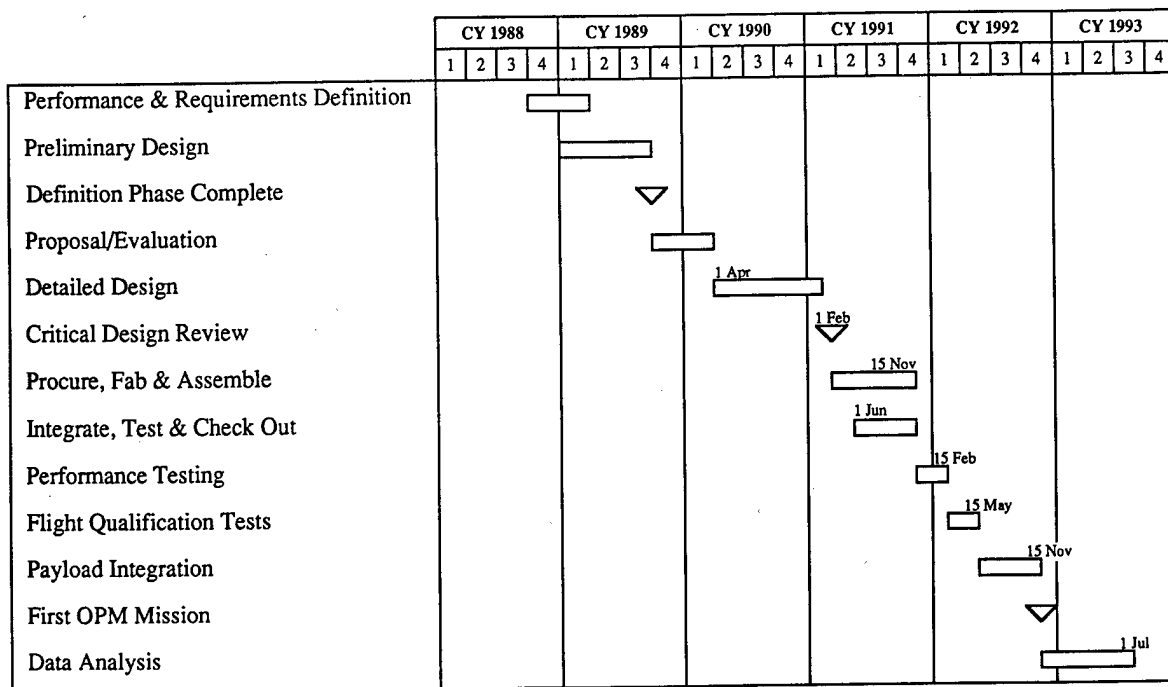 CY 1988 CY 1989 CY 1990 CY 1991 CY 1992 CY 1993
1 2 3 4 1 2 3 4 1 2 3 4 1 2 3 4 1 2 3 4 1 2 3 4
Performance & Requirements Definition
Preliminary Design
Definition Phase Complete
Proposal/Evaluation
Detailed Design 1 Apr
Critical Design Review 1 Feb
Procure, Fab & Assemble 15 Nov
Integrate, Test & Check Out 1 Jun
Performance Testing 15 Feb
Flight Qualification Tests 15 May
Payload Integration 15 Nov
First OPM Mission
Data Analysis 1 Jul